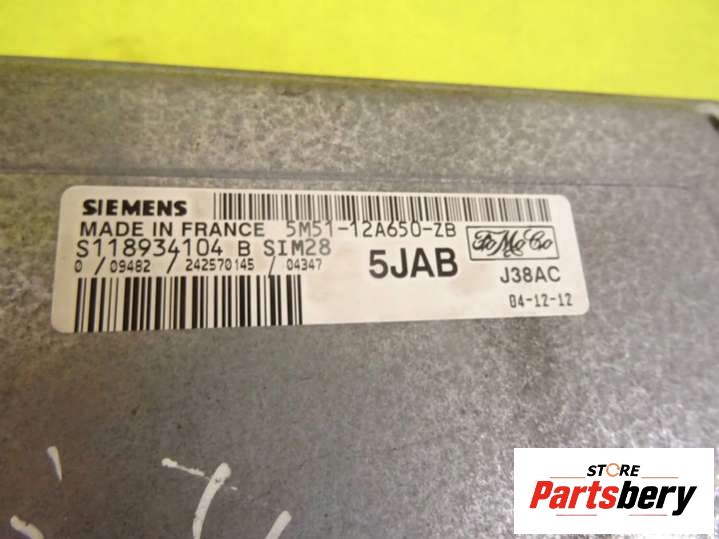 SIEMENS
MADE IN FRANCE 5M51-12A650-ZB
S118934104 B SIM28
0 / 09482 / 242570145 / 04347
5JAB
FoMoCo
J38AC
04-12-12
STORE
Partsbery